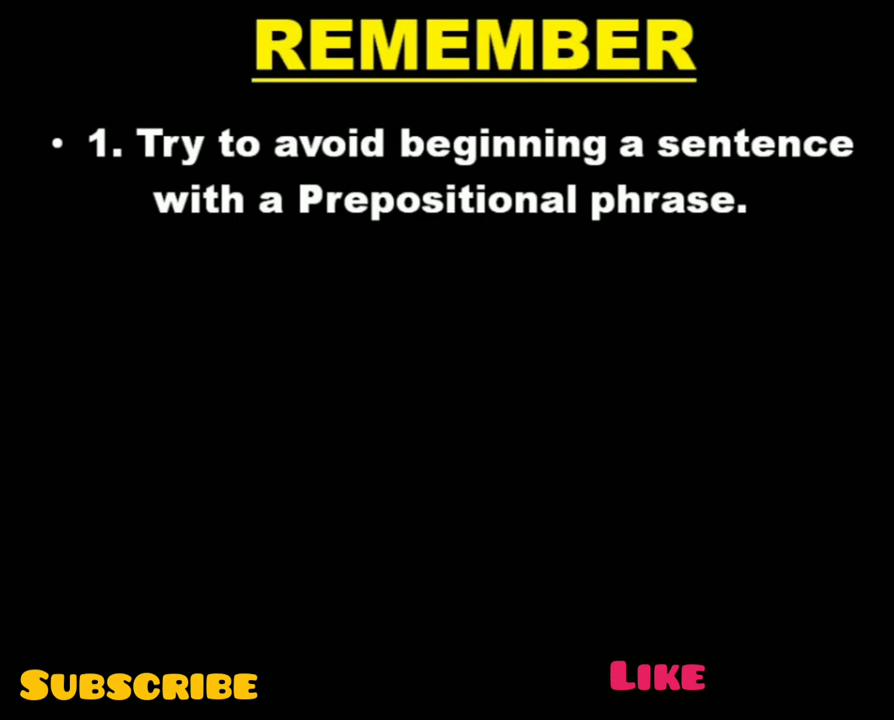 REMEMBER
• 1. Try to avoid beginning a sentence
with a Prepositional phrase.
SUBSCRIBE
LIKE